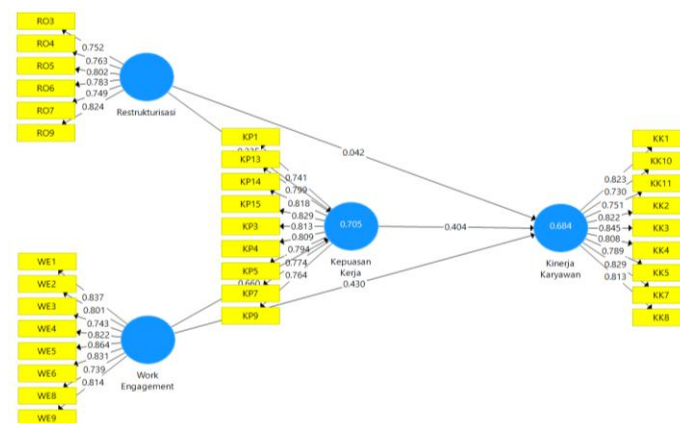 RO3
RO4
RO5
RO6
RO7
RO9
0.752
0.763
0.802
0.783
0.749
0.824
Restrukturisasi
KP1
KP13
KP14
KP15
KP3
KP4
KP5
KP7
KP9
0.741
0.799
0.818
0.829
0.813
0.809
0.794
0.774
0.764
0.660
0.705
Kepuasan
Kerja
0.042
0.404
0.430
0.684
Kinerja
Karyawan
KK1
KK10
KK11
KK2
KK3
KK4
KK5
KK7
KK8
0.823
0.730
0.751
0.822
0.845
0.808
0.789
0.829
0.813
WE1
WE2
WE3
WE4
WE5
WE6
WE8
WE9
0.837
0.801
0.743
0.822
0.864
0.831
0.739
0.814
Work
Engagement